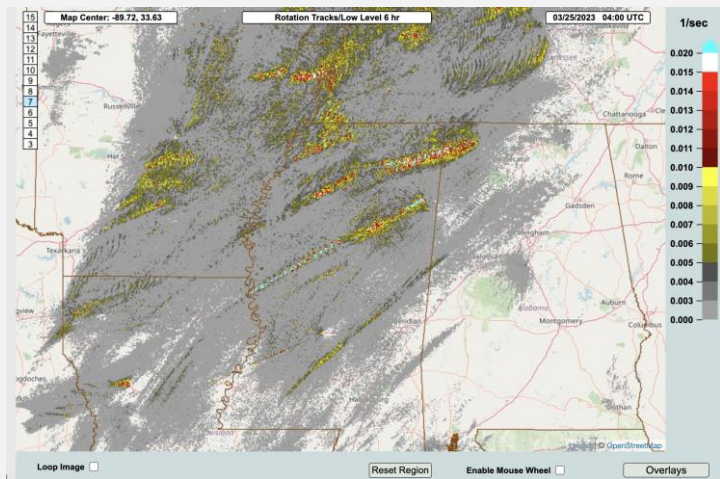 15
14
13
12
11
10
9
8
7
6
5
4
3
Map Center: -89.72, 33.63
Rotation Tracks/Low Level 6 hr
03/25/2023 04:00 UTC
1/sec
0.020
0.015
0.014
0.013
0.012
0.011
0.010
0.009
0.008
0.007
0.006
0.005
0.004
0.003
0.000
Fayetteville
Russellville
Hot
Texarkana
Chattanooga
Dalton
Rome
Gadsden
Alabama
Montgomery
Auburn
Columbus
Dothan
© OpenStreetMap
Loop Image
Reset Region
Enable Mouse Wheel
Overlays